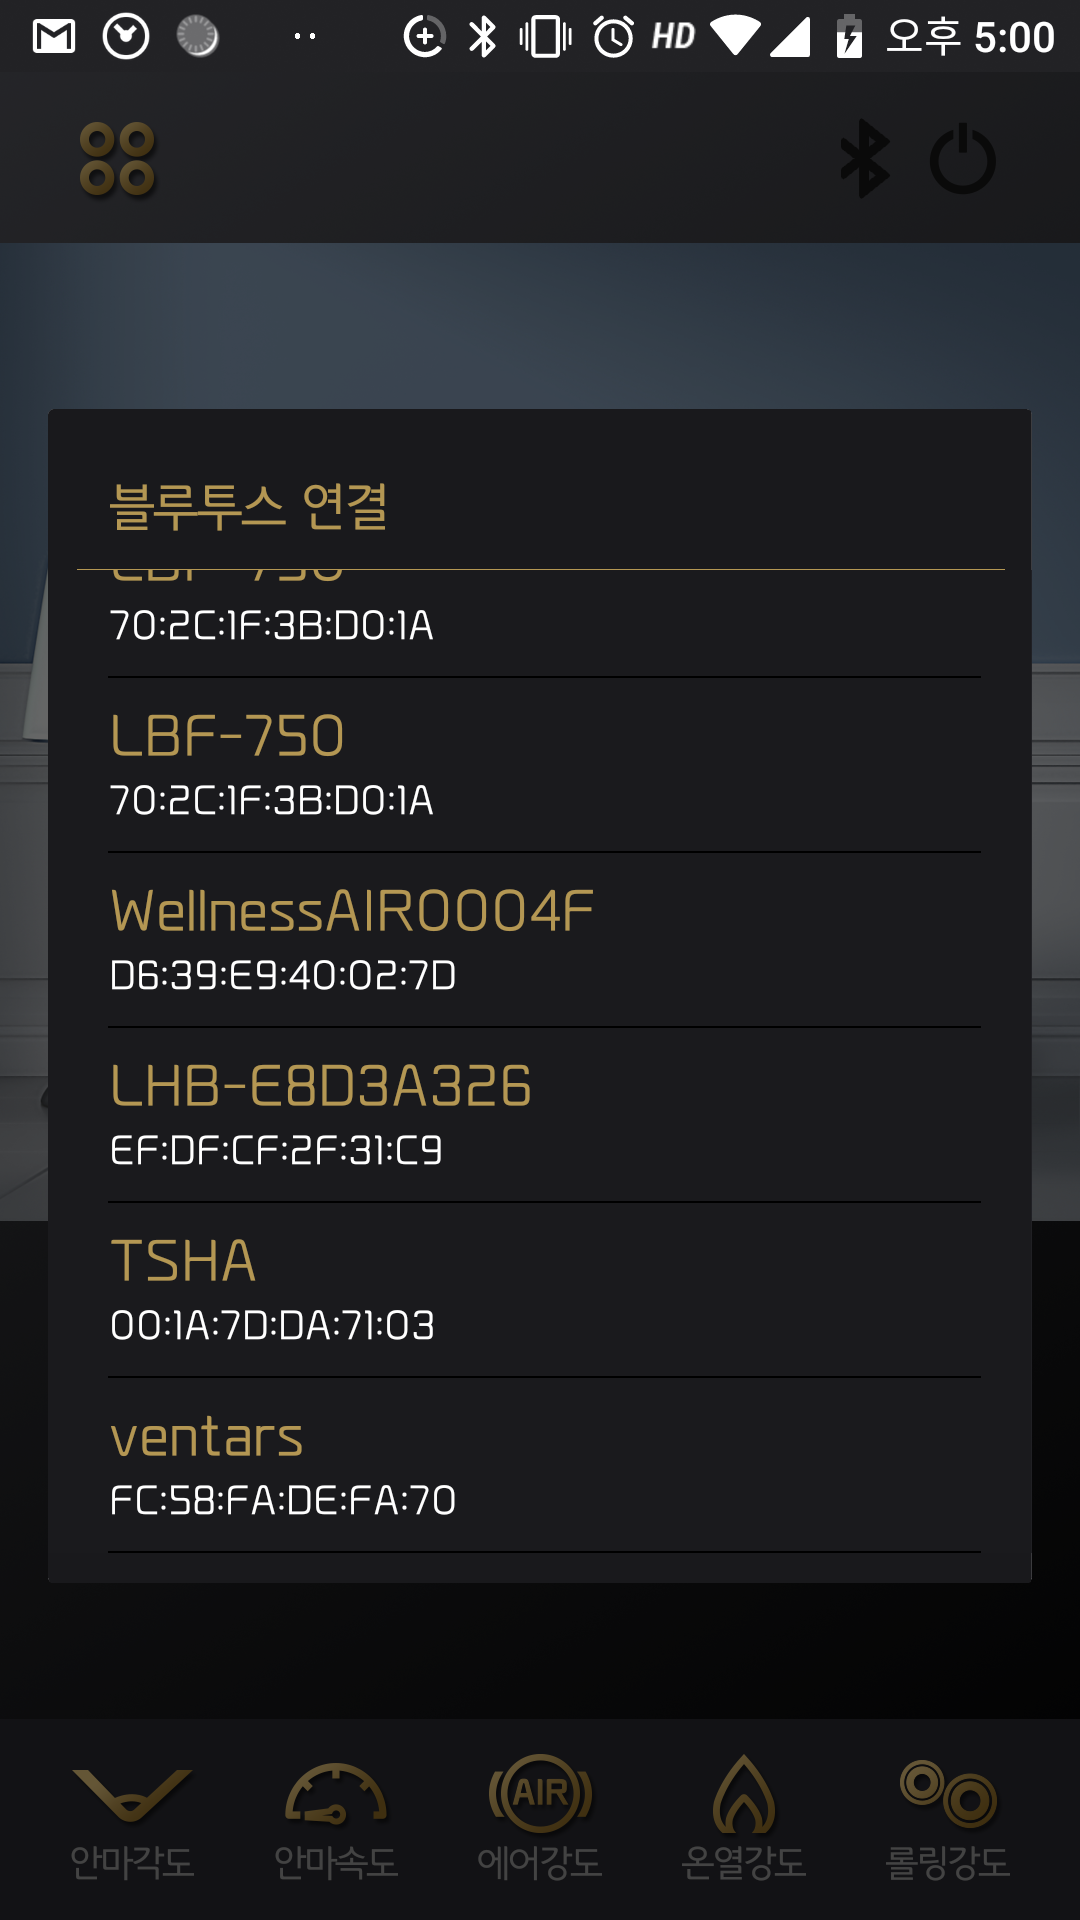 HD 오후 5:00
블루투스 연결
LBF-750
70:2C:1F:3B:D0:1A
LBF-750
70:2C:1F:3B:D0:1A
WellnessAIR0004F
D6:39:E9:40:02:7D
LHB-E8D3A326
EF:DF:CF:2F:31:C9
TSHA
00:1A:7D:DA:71:03
ventars
FC:58:FA:DE:FA:70
AIR
안마각도 안마속도 에어강도 온열강도 롤링강도